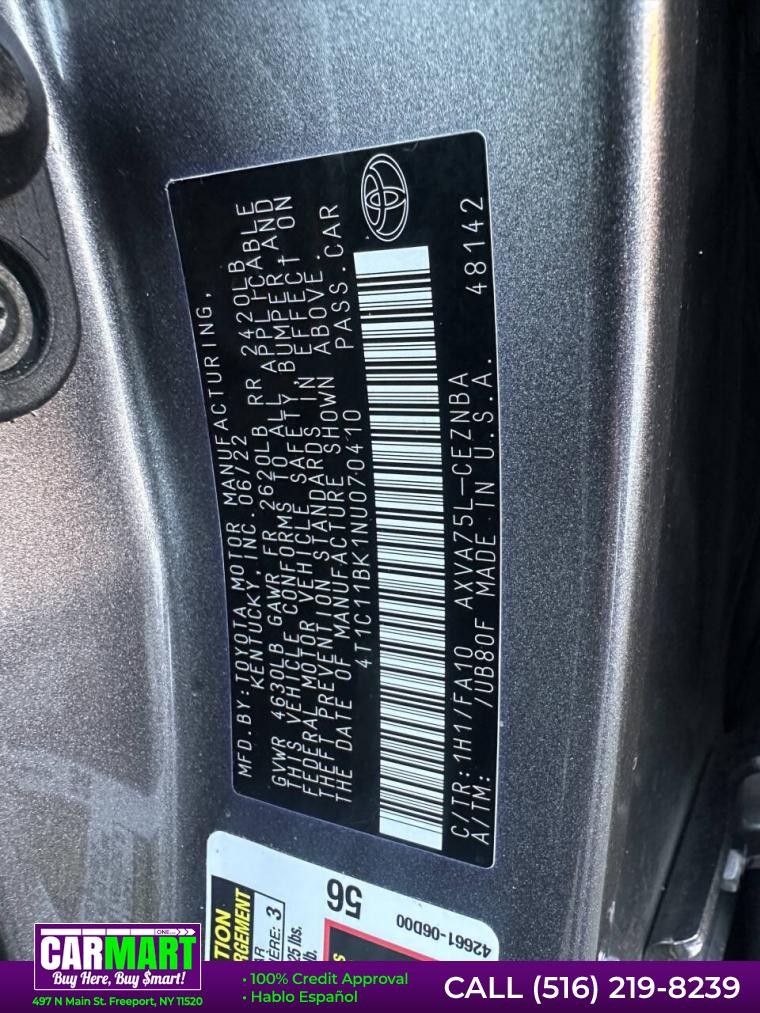 MFD.BY:TOYOTA MOTOR MANUFACTURING,
KENTUCKY, INC. 06/22
GVWR 4630LB GAWR FR 2620LB RR 2420LB
THIS VEHICLE CONFORMS TO ALL APPLICABLE
FEDERAL MOTOR VEHICLE SAFETY, BUMPER, AND
THEFT PREVENTION STANDARDS IN EFFECT ON
THE DATE OF MANUFACTURE SHOWN ABOVE.
4T1C11BK1NU070410 PASS.CAR
C/TR:1H1/FA10 AXVA75L-CEZNBA 48142
A/TM: /UB80F MADE IN U.S.A.
56
42661-06D00
3
CARMART
ONE
Buy Here, Buy $mart!
497 N Main St. Freeport, NY 11520
• 100% Credit Approval
• Hablo Español
CALL (516) 219-8239